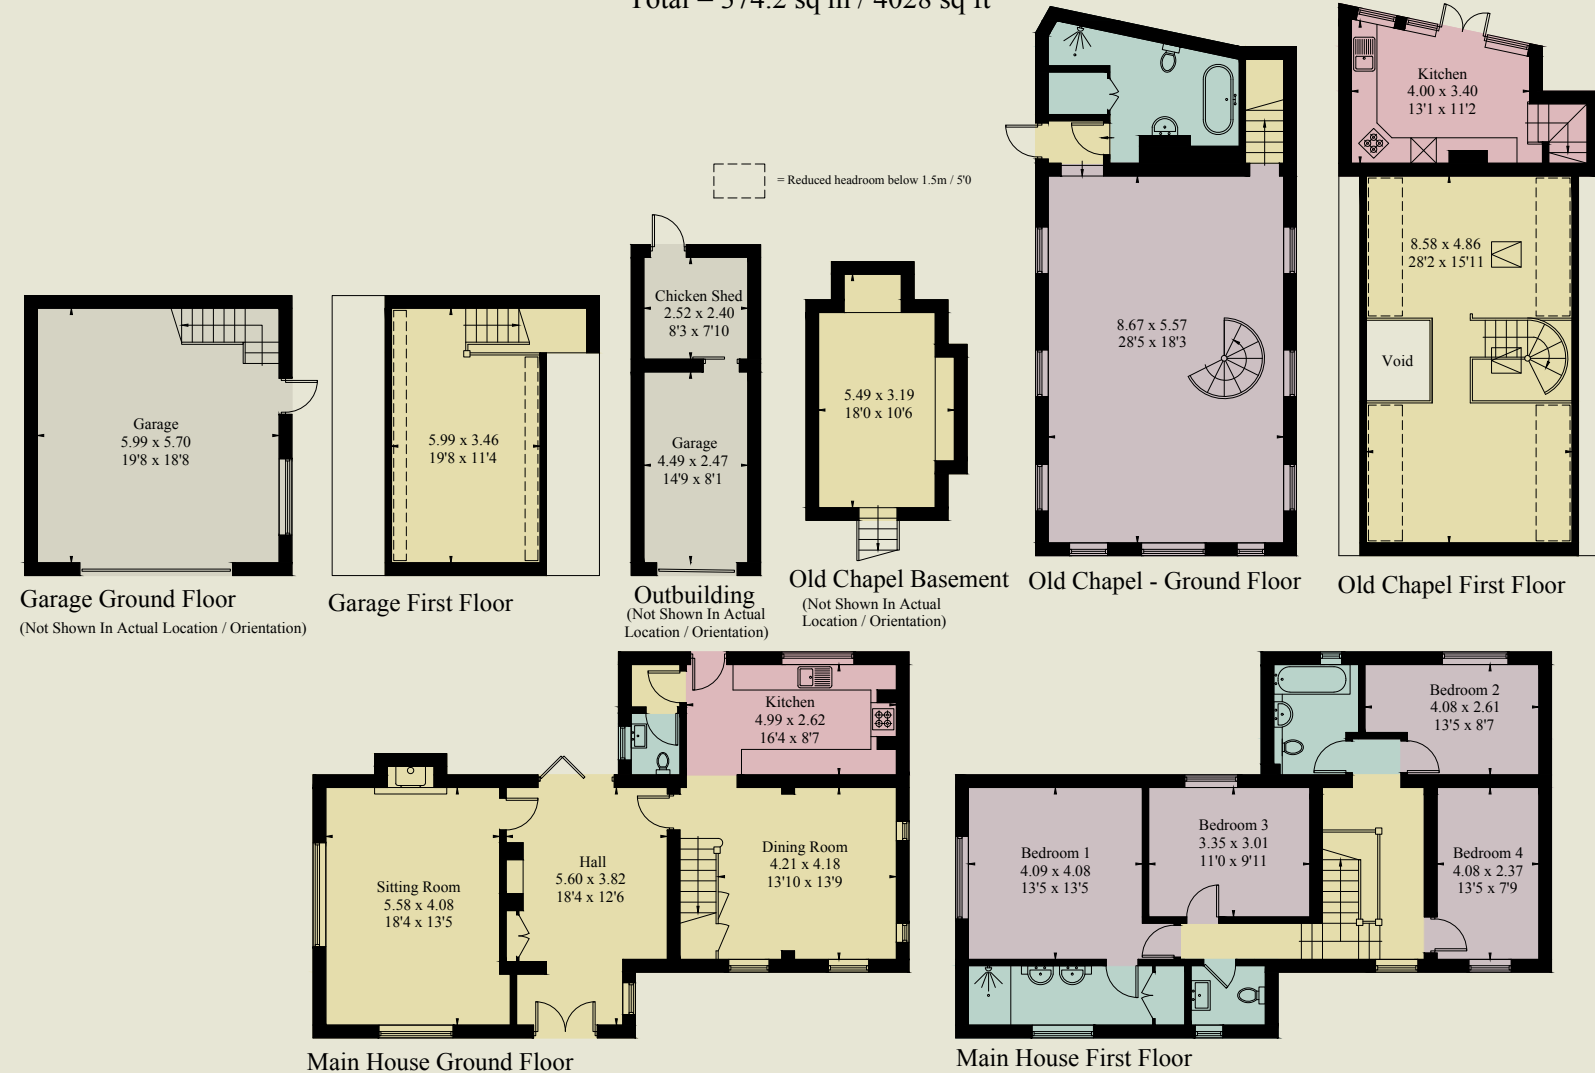 Total = 374.2 sq m / 4028 sq ft
Kitchen
4.00 x 3.40
13'1 x 11'2
= Reduced headroom below 1.5m / 5'0
8.58 x 4.86
28'2 x 15'11
Chicken Shed
2.52 x 2.40
8'3 x 7'10
8.67 x 5.57
28'5 x 18'3
Void
Garage
5.99 x 5.70
19'8 x 18'8
5.99 x 3.46
19'8 x 11'4
Garage
4.49 x 2.47
14'9 x 8'1
5.49 x 3.19
18'0 x 10'6
Garage Ground Floor
(Not Shown In Actual Location / Orientation)
Garage First Floor
Outbuilding
(Not Shown In Actual
Location / Orientation)
Old Chapel Basement
(Not Shown In Actual
Location / Orientation)
Old Chapel - Ground Floor
Old Chapel First Floor
Kitchen
4.99 x 2.62
16'4 x 8'7
Sitting Room
5.58 x 4.08
18'4 x 13'5
Hall
5.60 x 3.82
18'4 x 12'6
Dining Room
4.21 x 4.18
13'10 x 13'9
Main House Ground Floor
Bedroom 2
4.08 x 2.61
13'5 x 8'7
Bedroom 1
4.09 x 4.08
13'5 x 13'5
Bedroom 3
3.35 x 3.01
11'0 x 9'11
Bedroom 4
4.08 x 2.37
13'5 x 7'9
Main House First Floor